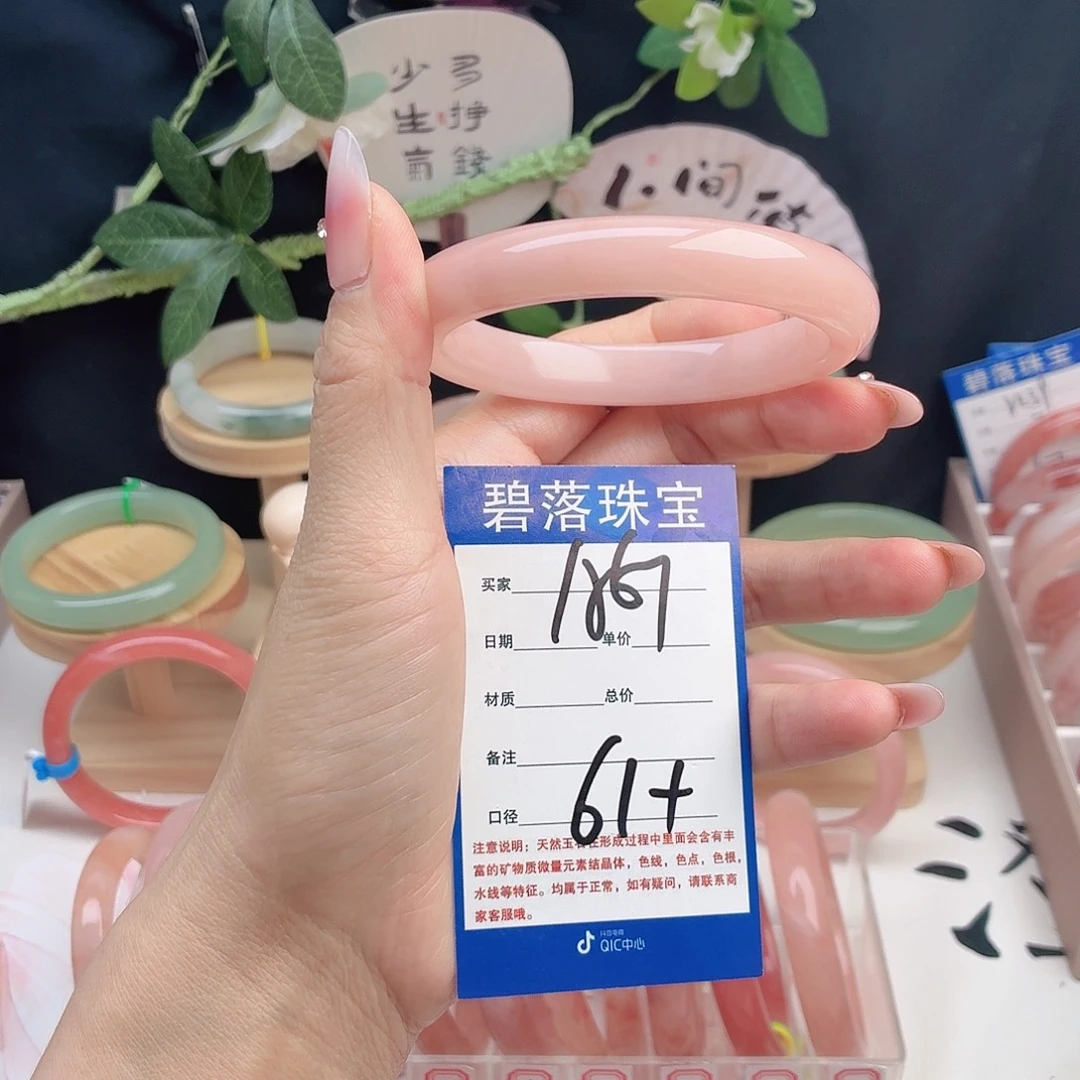 多挣
少生
气
錢
人间
碧落珠宝
碧落珠宝
买家
日期 单价
材质 总价
备注
口径 61+
注意说明：天然玉石在形成过程中里面会含有丰
富的矿物质微量元素结晶体，色线，色点，色根，
水线等特征。均属于正常，如有疑问，请联系商
家客服哦。
抖音电商
QIC中心